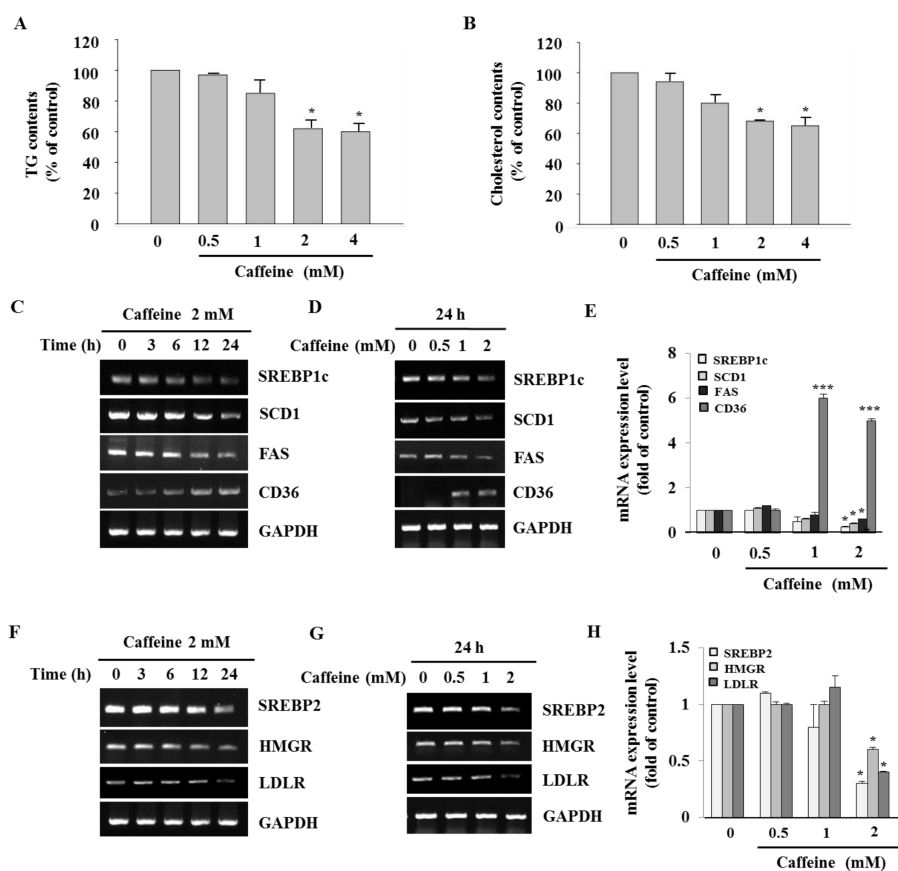 A
TG contents
(% of control)
120
100
80
60
40
20
0
* *
0 0.5 1 2 4
Caffeine (mM)
B
Cholesterol contents
(% of control)
120
100
80
60
40
20
0
* *
0 0.5 1 2 4
Caffeine (mM)
C
Caffeine 2 mM
Time (h) 0 3 6 12 24
SREBP1c
SCD1
FAS
CD36
GAPDH
D
24 h
Caffeine (mM) 0 0.5 1 2
SREBP1c
SCD1
FAS
CD36
GAPDH
E
mRNA expression level
(fold of control)
8
6
4
2
0
SREBP1c
SCD1
FAS
CD36
***
***
* * *
0 0.5 1 2
Caffeine (mM)
F
Caffeine 2 mM
Time (h) 0 3 6 12 24
SREBP2
HMGR
LDLR
GAPDH
G
24 h
Caffeine (mM) 0 0.5 1 2
SREBP2
HMGR
LDLR
GAPDH
H
mRNA expression level
(fold of control)
1.5
1
0.5
0
SREBP2
HMGR
LDLR
* * *
0 0.5 1 2
Caffeine (mM)